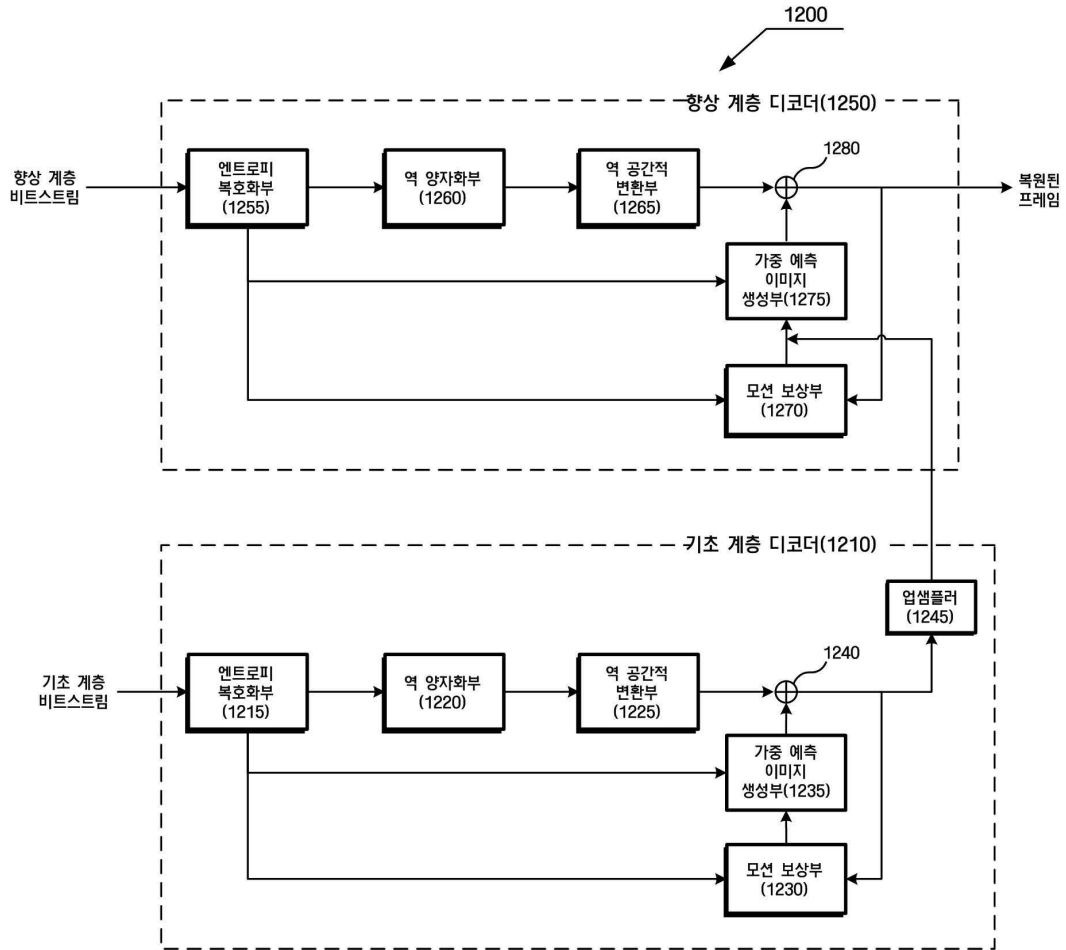 1200
향상 계층 디코더(1250)
향상 계층
비트스트림
엔트로피
복호화부
(1255)
역 양자화부
(1260)
역 공간적
변환부
(1265)
1280
복원된
프레임
가중 예측
이미지
생성부(1275)
모션 보상부
(1270)
기초 계층 디코더(1210)
업샘플러
(1245)
기초 계층
비트스트림
엔트로피
복호화부
(1215)
역 양자화부
(1220)
역 공간적
변환부
(1225)
1240
가중 예측
이미지
생성부(1235)
모션 보상부
(1230)